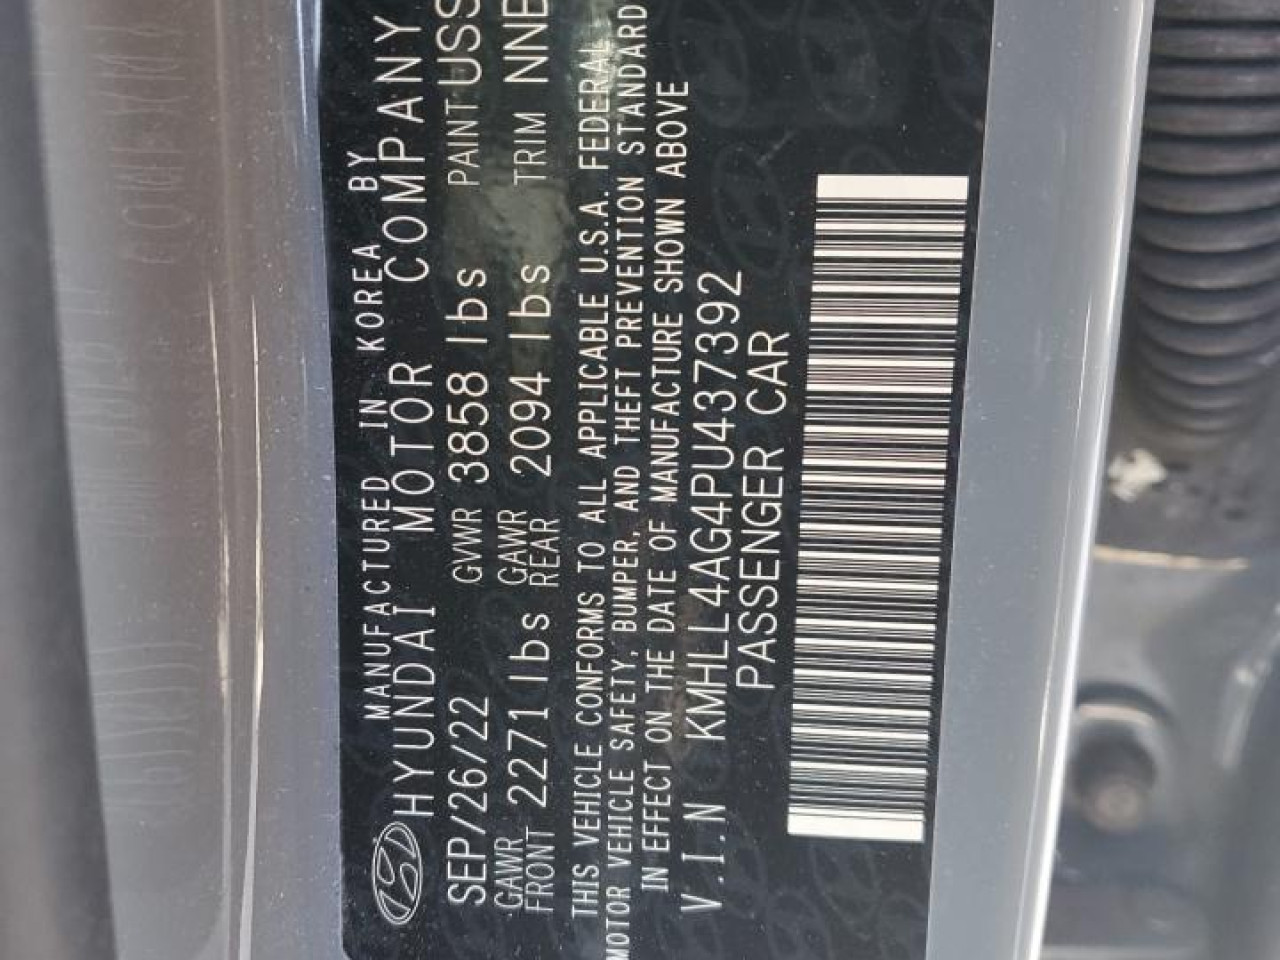 MANUFACTURED IN KOREA BY
HYUNDAI MOTOR COMPANY
SEP/26/22 GVWR 3858 lbs PAINT USS
GAWR FRONT 2271 lbs GAWR REAR 2094 lbs TRIM NNB
THIS VEHICLE CONFORMS TO ALL APPLICABLE U.S.A. FEDERAL
MOTOR VEHICLE SAFETY, BUMPER, AND THEFT PREVENTION STANDARD
IN EFFECT ON THE DATE OF MANUFACTURE SHOWN ABOVE
V.I.N KMHLL4AG4PU437392
PASSENGER CAR